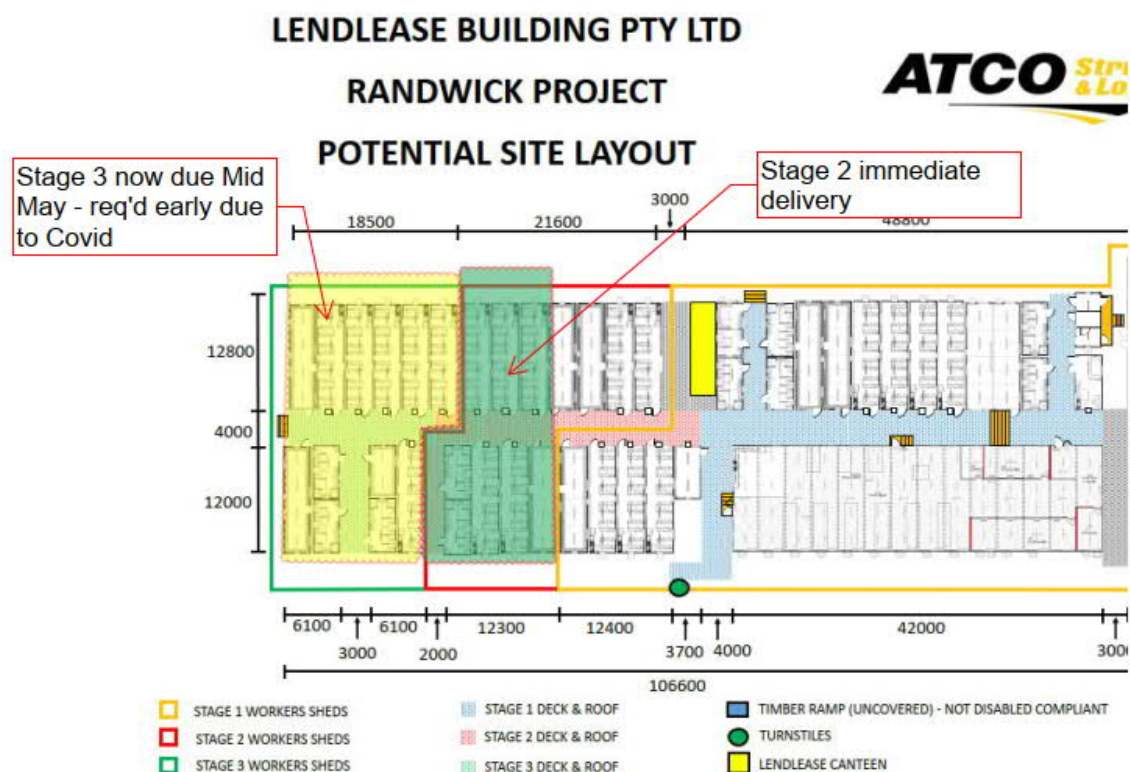 LENDLEASE BUILDING PTY LTD
RANDWICK PROJECT
POTENTIAL SITE LAYOUT
ATCO
Stage 3 now due Mid
May - req'd early due
to Covid
Stage 2 immediate
delivery
18500
21600
3000
48800
12800
4000
12000
6100
6100
12300
12400
42000
3000
2000
3700
4000
3000
106600
STAGE 1 WORKERS SHEDS
STAGE 2 WORKERS SHEDS
STAGE 3 WORKERS SHEDS
STAGE 1 DECK & ROOF
STAGE 2 DECK & ROOF
STAGE 3 DECK & ROOF
TIMBER RAMP (UNCOVERED) - NOT DISABLED COMPLIANT
TURNSTILES
LENDLEASE CANTEEN